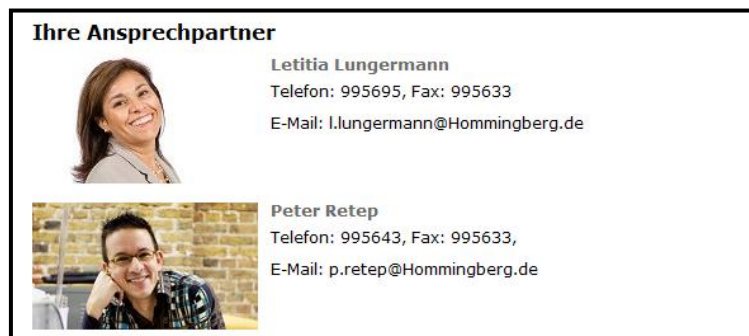 Ihre Ansprechpartner
Letitia Lungermann
Telefon: 995695, Fax: 995633
E-Mail: l.lungermann@Hommingberg.de
Peter Retep
Telefon: 995643, Fax: 995633,
E-Mail: p.retep@Hommingberg.de